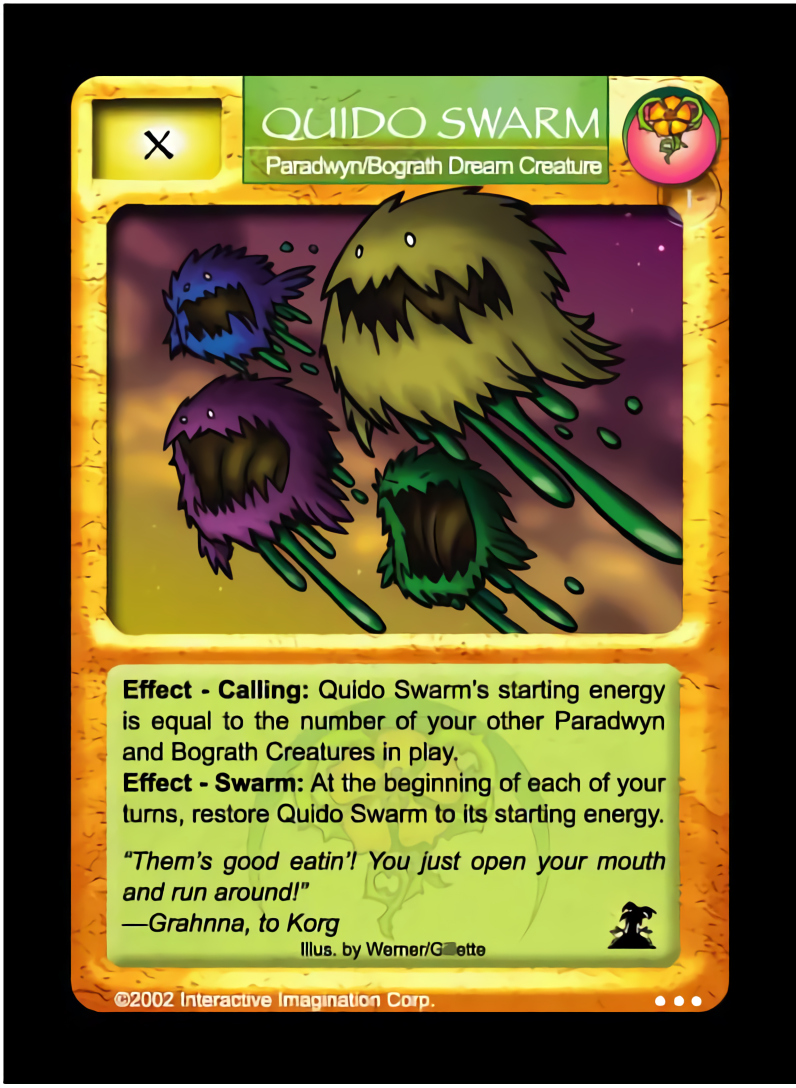 X
QUIDO SWARM
Paradwyn/Bograth Dream Creature
1
Effect - Calling: Quido Swarm's starting energy
is equal to the number of your other Paradwyn
and Bograth Creatures in play.
Effect - Swarm: At the beginning of each of your
turns, restore Quido Swarm to its starting energy.
"Them's good eatin'! You just open your mouth
and run around!"
—Grahnna, to Korg
Illus. by
©2002 Interactive Imagination Corp.